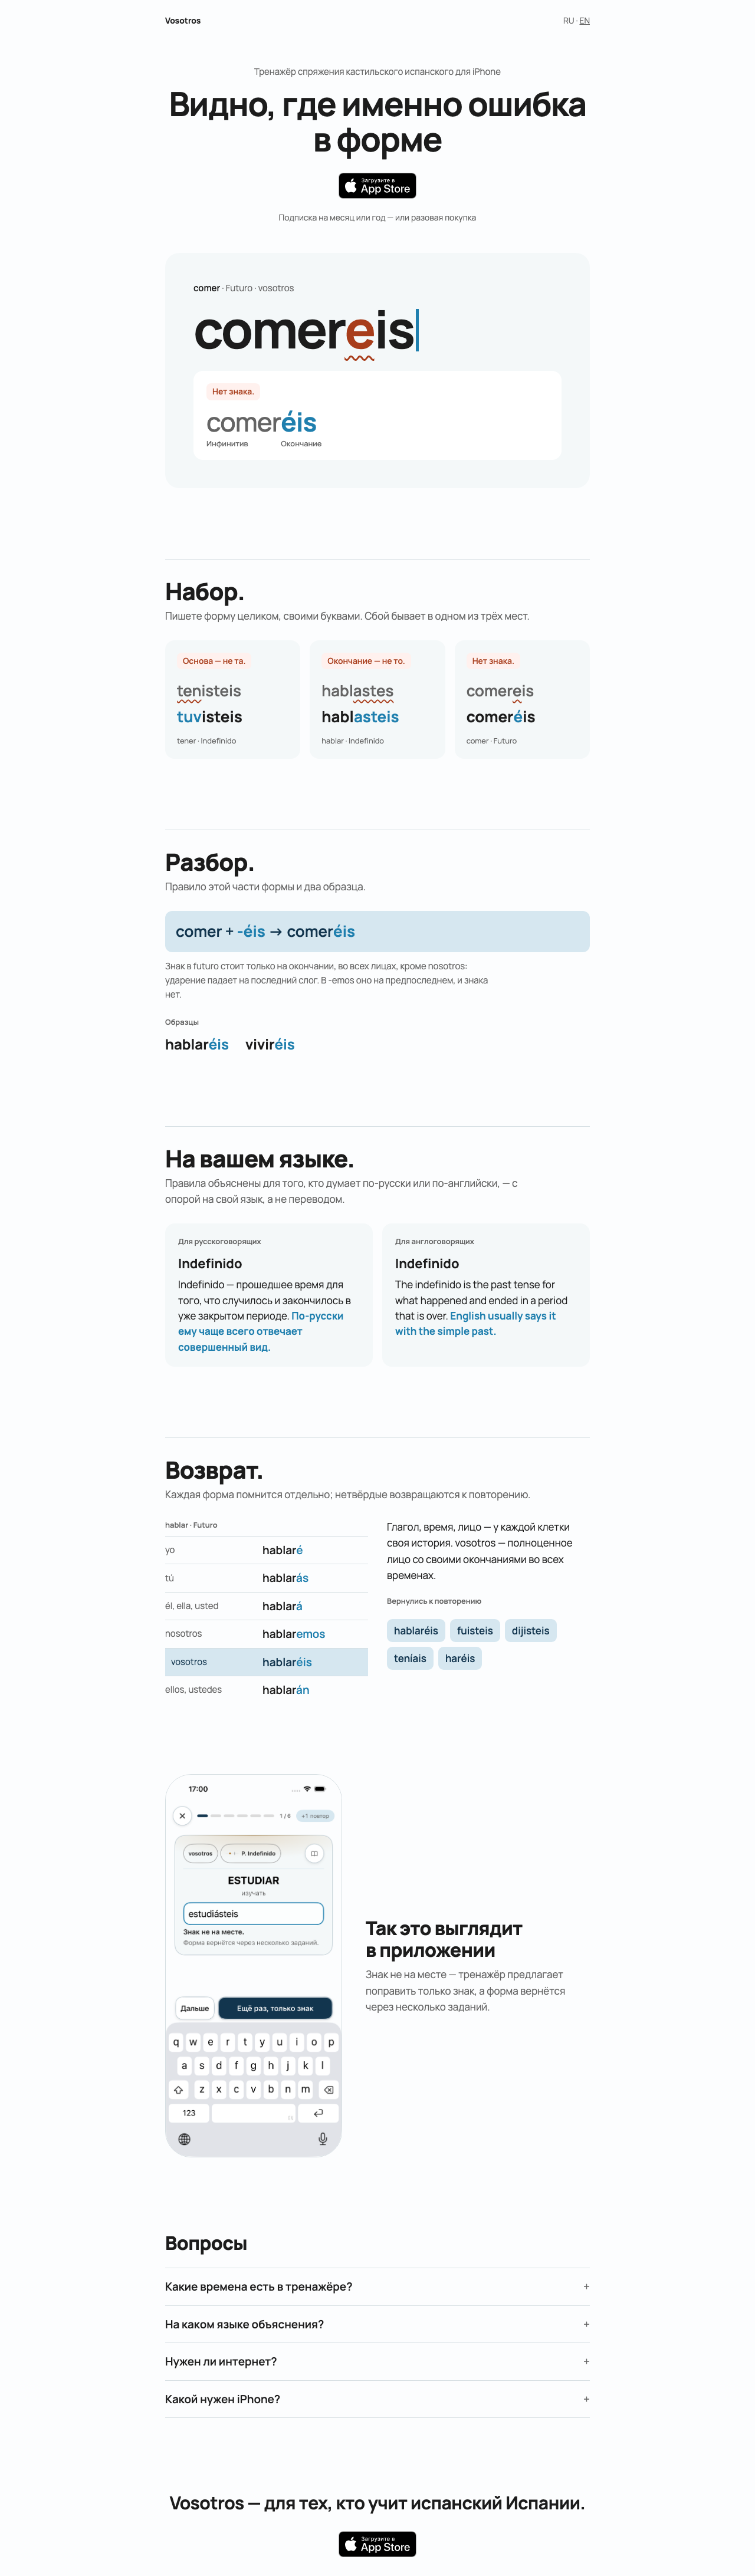 Vosotros
RU · EN
Тренажёр спряжения кастильского испанского для iPhone
Видно, где именно ошибка
в форме
Загрузите в
App Store
Подписка на месяц или год — или разовая покупка
comer · Futuro · vosotros
comereis
Нет знака.
comeréis
Инфинитив Окончание
Набор.
Пишете форму целиком, своими буквами. Сбой бывает в одном из трёх мест.
Основа — не та.
tenisteis
tuvisteis
tener · Indefinido
Окончание — не то.
hablastes
hablasteis
hablar · Indefinido
Нет знака.
comereis
comeréis
comer · Futuro
Разбор.
Правило этой части формы и два образца.
comer + -éis → comeréis
Знак в futuro стоит только на окончании, во всех лицах, кроме nosotros:
ударение падает на последний слог. В -emos оно на предпоследнем, и знака
нет.
Образцы
hablaréis viviréis
На вашем языке.
Правила объяснены для того, кто думает по-русски или по-английски, — с
опорой на свой язык, а не переводом.
Для русскоговорящих
Indefinido
Indefinido — прошедшее время для
того, что случилось и закончилось в
уже закрытом периоде. По-русски
ему чаще всего отвечает
совершенный вид.
Для англоговорящих
Indefinido
The indefinido is the past tense for
what happened and ended in a period
that is over. English usually says it
with the simple past.
Возврат.
Каждая форма помнится отдельно; нетвёрдые возвращаются к повторению.
hablar · Futuro
yo hablaré
tú hablarás
él, ella, usted hablará
nosotros hablaremos
vosotros hablaréis
ellos, ustedes hablarán
Глагол, время, лицо — у каждой клетки
своя история. vosotros — полноценное
лицо со своими окончаниями во всех
временах.
Вернулись к повторению
hablaréis fuisteis dijisteis
teníais haréis
17:00
1 / 6 +1 повтор
vosotros P. Indefinido
ESTUDIAR
изучать
estudiásteis
Знак не на месте.
Форма вернётся через несколько заданий.
Дальше Ещё раз, только знак
q w e r t y u i o p
a s d f g h j k l
z x c v b n m
123
Так это выглядит
в приложении
Знак не на месте — тренажёр предлагает
поправить только знак, а форма вернётся
через несколько заданий.
Вопросы
Какие времена есть в тренажёре? +
На каком языке объяснения? +
Нужен ли интернет? +
Какой нужен iPhone? +
Vosotros — для тех, кто учит испанский Испании.
Загрузите в
App Store